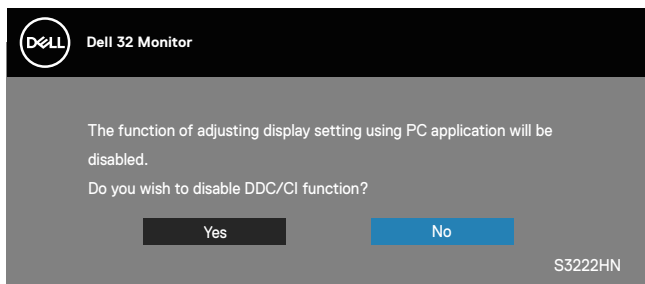 DELL
Dell 32 Monitor
The function of adjusting display setting using PC application will be
disabled.
Do you wish to disable DDC/CI function?
Yes No
S3222HN